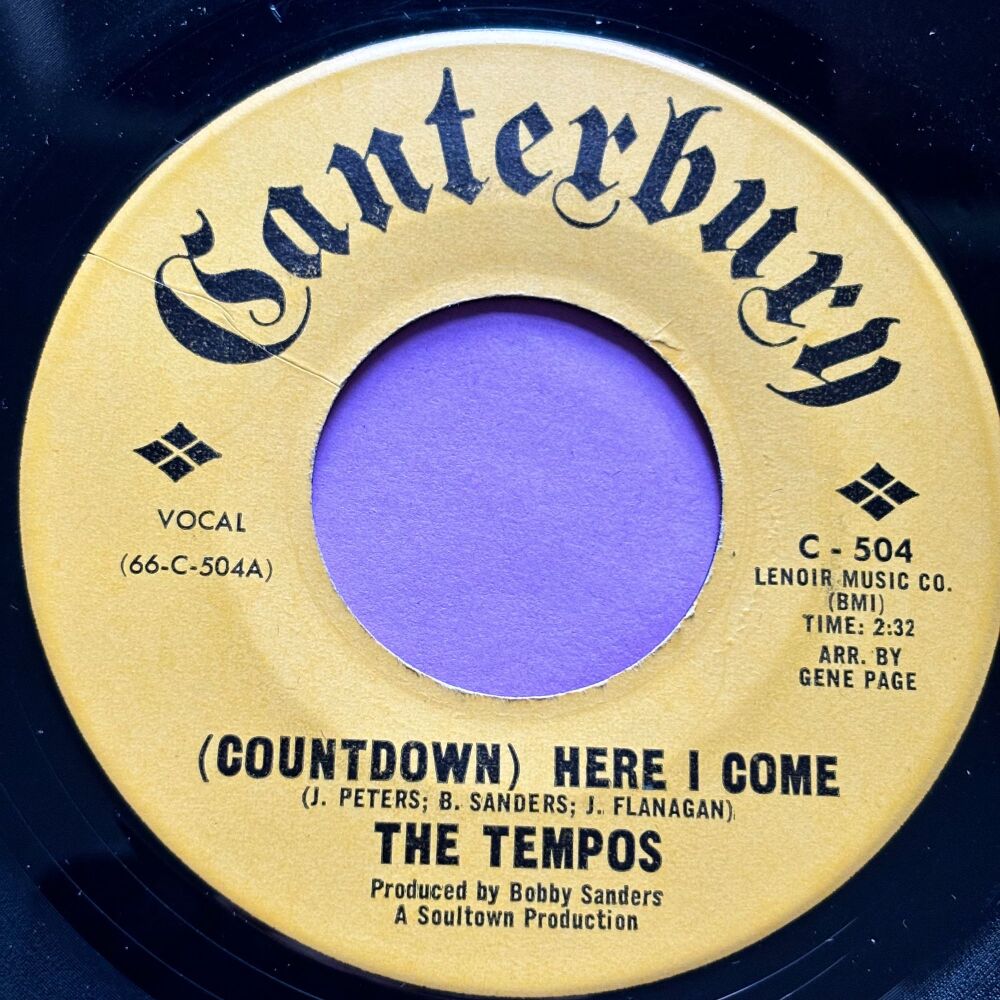 Canterbury
VOCAL
(66-C-504A)
C - 504
LENOIR MUSIC CO.
(BMI)
TIME: 2:32
ARR. BY
GENE PAGE
(COUNTDOWN) HERE I COME
(J. PETERS; B. SANDERS; J. FLANAGAN)
THE TEMPOS
Produced by Bobby Sanders
A Soultown Production